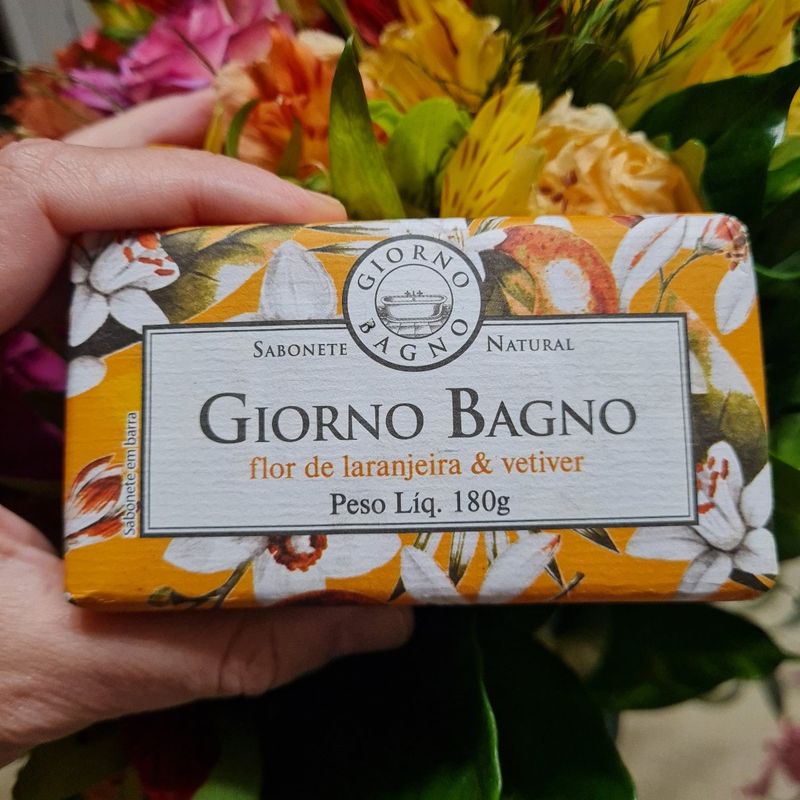 GIORNO
BAGNO
SABONETE NATURAL
GIORNO BAGNO
flor de laranjeira & vetiver
Peso Líq. 180g
Sabonete em barra